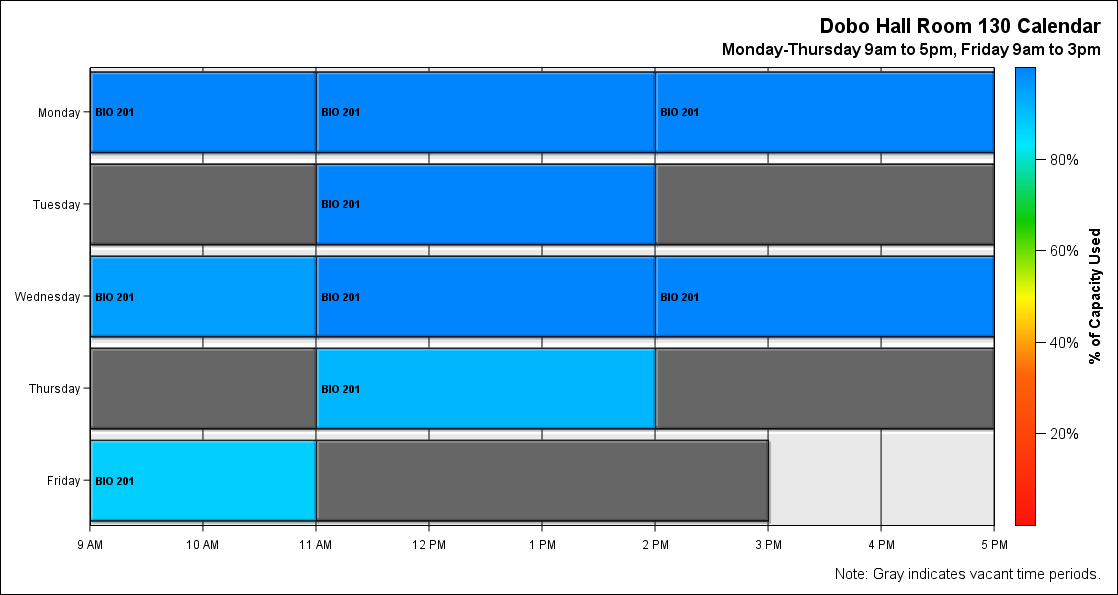 Dobo Hall Room 130 Calendar
Monday-Thursday 9am to 5pm, Friday 9am to 3pm
Monday BIO 201 BIO 201 BIO 201
Tuesday BIO 201
Wednesday BIO 201 BIO 201 BIO 201
Thursday BIO 201
Friday BIO 201
9 AM 10 AM 11 AM 12 PM 1 PM 2 PM 3 PM 4 PM 5 PM
80%
60%
40%
20%
% of Capacity Used
Note: Gray indicates vacant time periods.